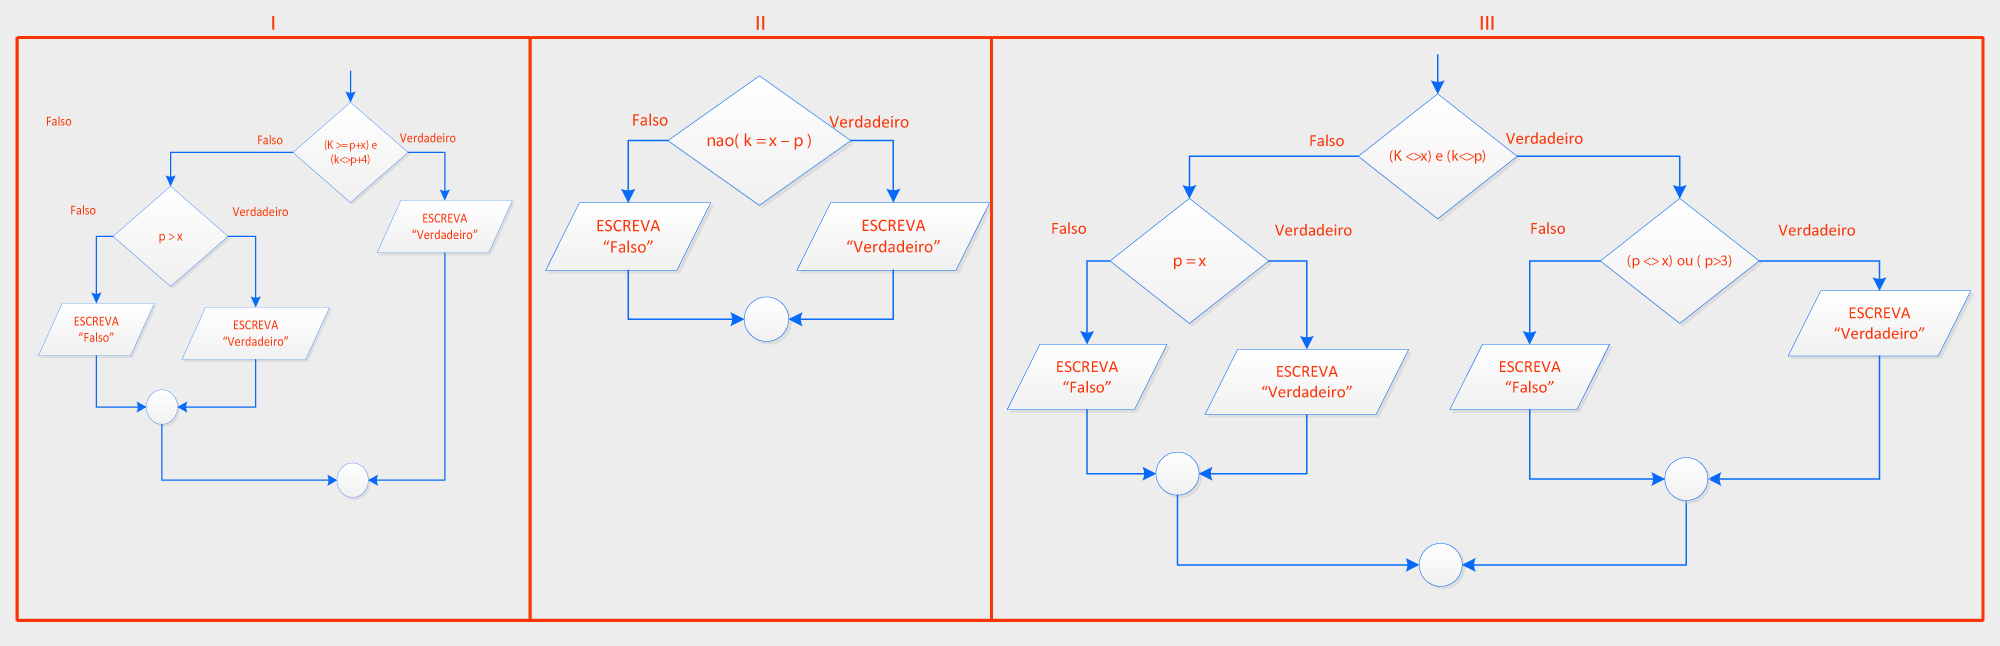 I
II
III
Falso
Falso
Verdadeiro
(K >= p+x) e
(k<>p+4)
Falso
Verdadeiro
p > x
ESCREVA
“Verdadeiro”
ESCREVA
“Falso”
ESCREVA
“Verdadeiro”
Falso
Verdadeiro
nao( k = x – p )
ESCREVA
“Falso”
ESCREVA
“Verdadeiro”
Falso
Verdadeiro
(K <>x) e (k<>p)
Falso
Verdadeiro
p = x
Falso
Verdadeiro
(p <> x) ou ( p>3)
ESCREVA
“Falso”
ESCREVA
“Verdadeiro”
ESCREVA
“Falso”
ESCREVA
“Verdadeiro”